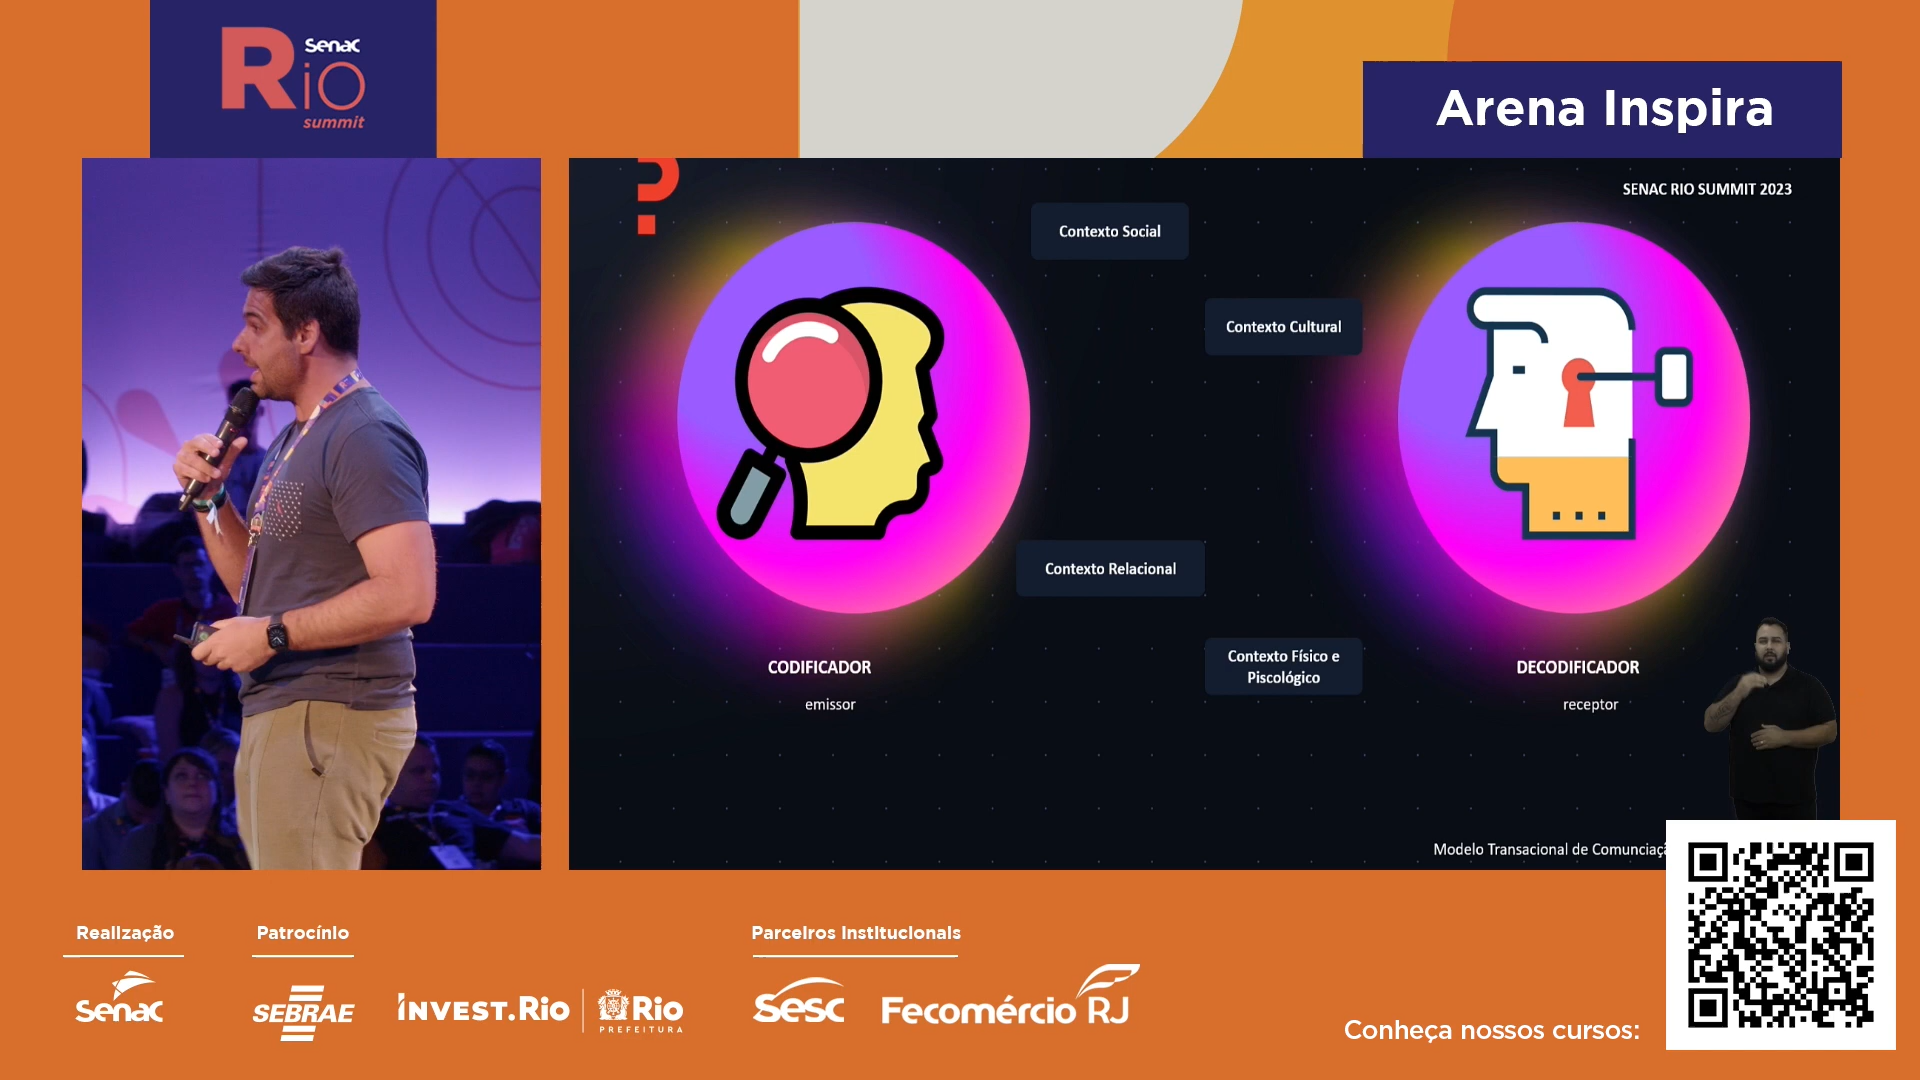 Senac
Rio
summit
Arena Inspira
?
SENAC RIO SUMMIT 2023
Contexto Social
Contexto Cultural
Contexto Relacional
Contexto Físico e
Piscológico
CODIFICADOR
emissor
DECODIFICADOR
receptor
Modelo Transacional de Comunciaçã
Realização
Patrocínio
Parceiros Institucionais
Senac
SEBRAE
INVEST.Rio
Rio
PREFEITURA
Sesc
Fecomércio RJ
Conheça nossos cursos: